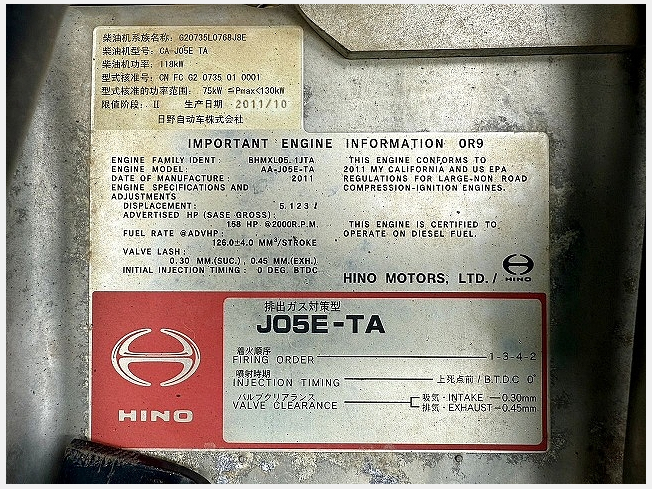 柴油机系族名称: G20735L0768J8E
柴油机型号: CA-J05E TA
柴油机功率: 118kW
型式核准号: CN FC G2 0735 01 0001
型式核准的功率范围: 75kW ≦Pmax<130kW
限值阶段: II 生产日期 2011/10
日野自动车株式会社
IMPORTANT ENGINE INFORMATION 0R9
ENGINE FAMILY IDENT: BHMXL05.1JTA
ENGINE MODEL: AA-J05E-TA
DATE OF MANUFACTURE: 2011
ENGINE SPECIFICATIONS AND
ADJUSTMENTS
DISPLACEMENT: 5.123ℓ
ADVERTISED HP (SASE GROSS):
158 HP @2000R.P.M.
FUEL RATE @ADVHP:
126.0±4.0 MM³/STROKE
VALVE LASH:
0.30 MM.(SUC.), 0.45 MM.(EXH.)
INITIAL INJECTION TIMING: 0 DEG. BTDC
THIS ENGINE CONFORMS TO
2011 MY CALIFORNIA AND US EPA
REGULATIONS FOR LARGE-NON ROAD
COMPRESSION-IGNITION ENGINES.
THIS ENGINE IS CERTIFIED TO
OPERATE ON DIESEL FUEL.
HINO MOTORS, LTD./ HINO
HINO
排出ガス対策型
J05E-TA
着火順序
FIRING ORDER 1-3-4-2
噴射時期
INJECTION TIMING 上死点前/B.T.D.C 0°
バルブクリアランス
VALVE CLEARANCE
吸気・INTAKE—0.30mm
排気・EXHAUST—0.45mm